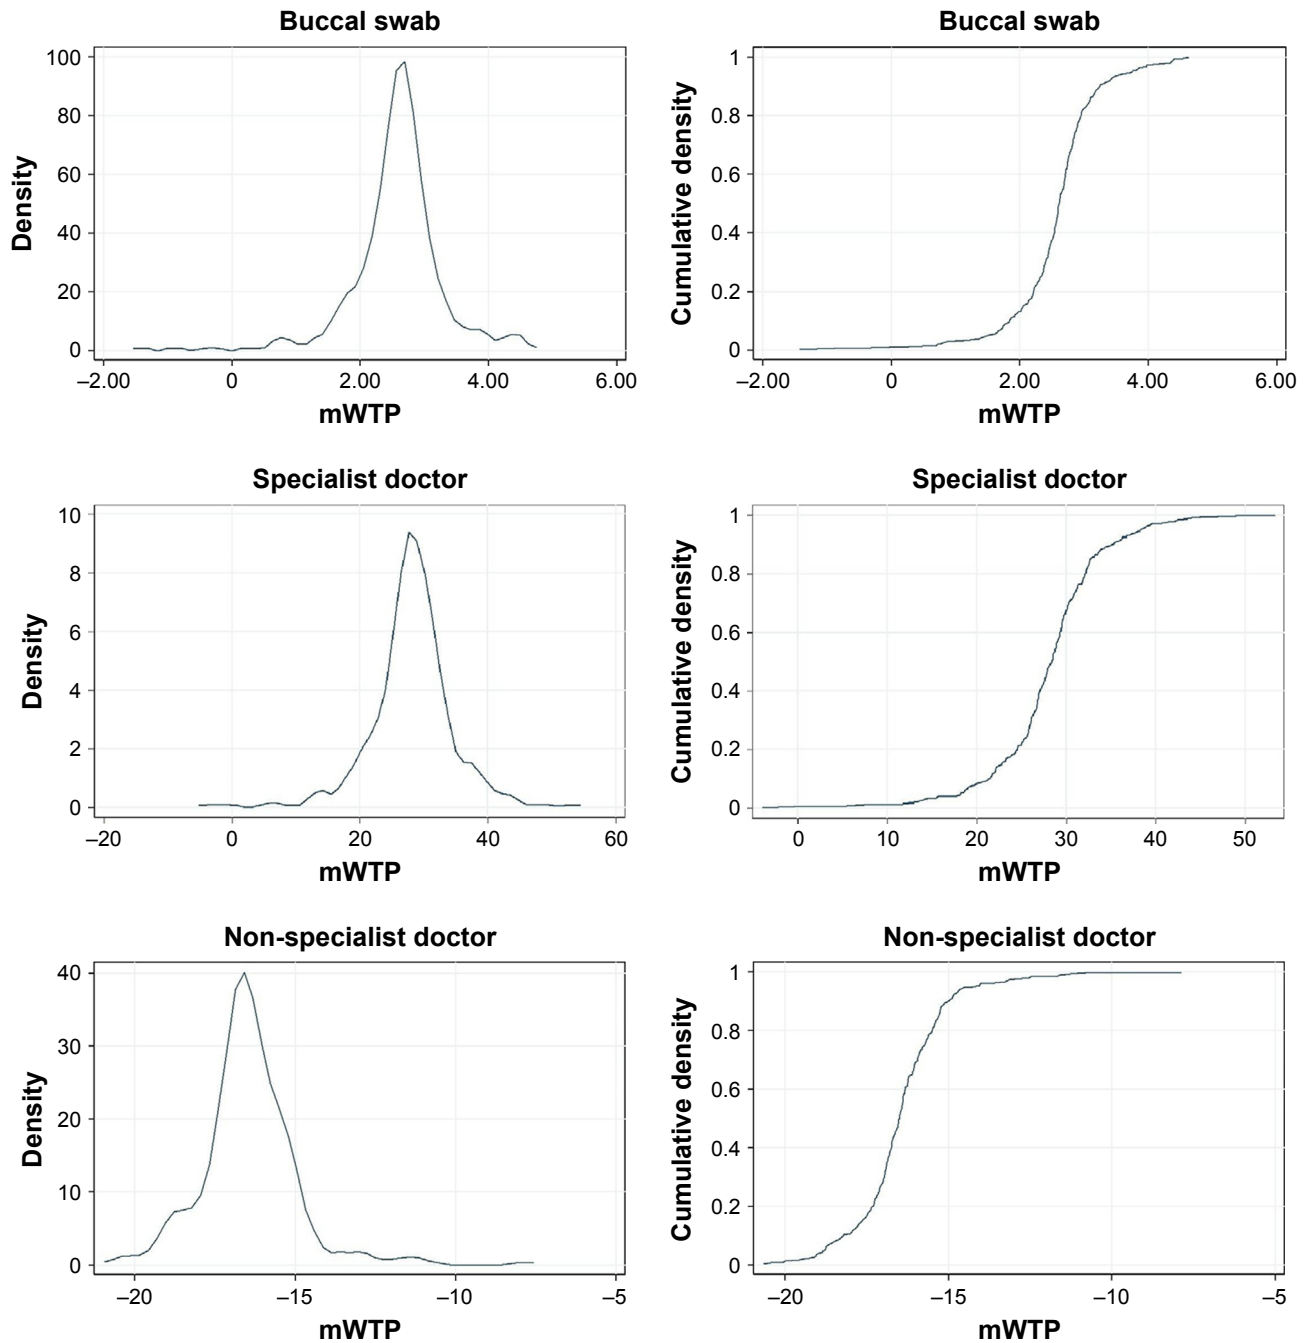 Buccal swab
100
80
60
40
20
0
Density
–2.00 0 2.00 4.00 6.00
mWTP
Buccal swab
1
0.8
0.6
0.4
0.2
0
Cumulative density
–2.00 0 2.00 4.00 6.00
mWTP
Specialist doctor
10
8
6
4
2
0
Density
–20 0 20 40 60
mWTP
Specialist doctor
1
0.8
0.6
0.4
0.2
0
Cumulative density
0 10 20 30 40 50
mWTP
Non-specialist doctor
40
30
20
10
0
Density
–20 –15 –10 –5
mWTP
Non-specialist doctor
1
0.8
0.6
0.4
0.2
0
Cumulative density
–20 –15 –10 –5
mWTP